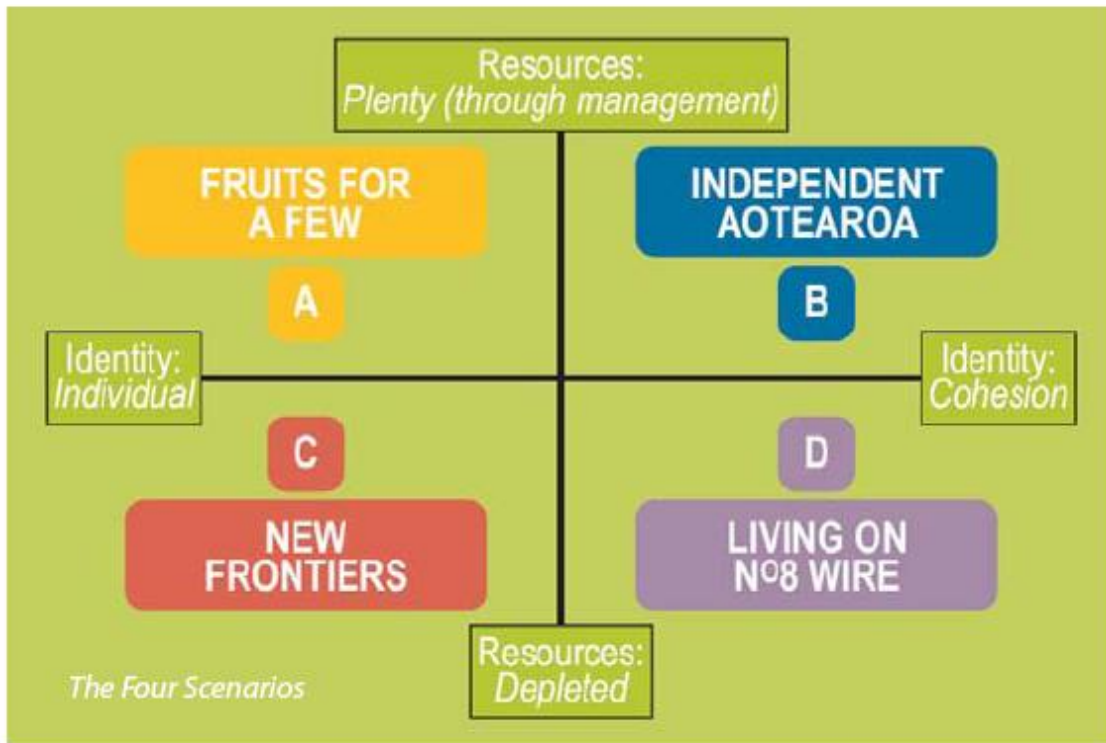 Resources:
Plenty (through management)
FRUITS FOR
A FEW
INDEPENDENT
AOTEAROA
A
B
Identity:
Individual
Identity:
Cohesion
C
D
NEW
FRONTIERS
LIVING ON
Nº8 WIRE
Resources:
Depleted
The Four Scenarios